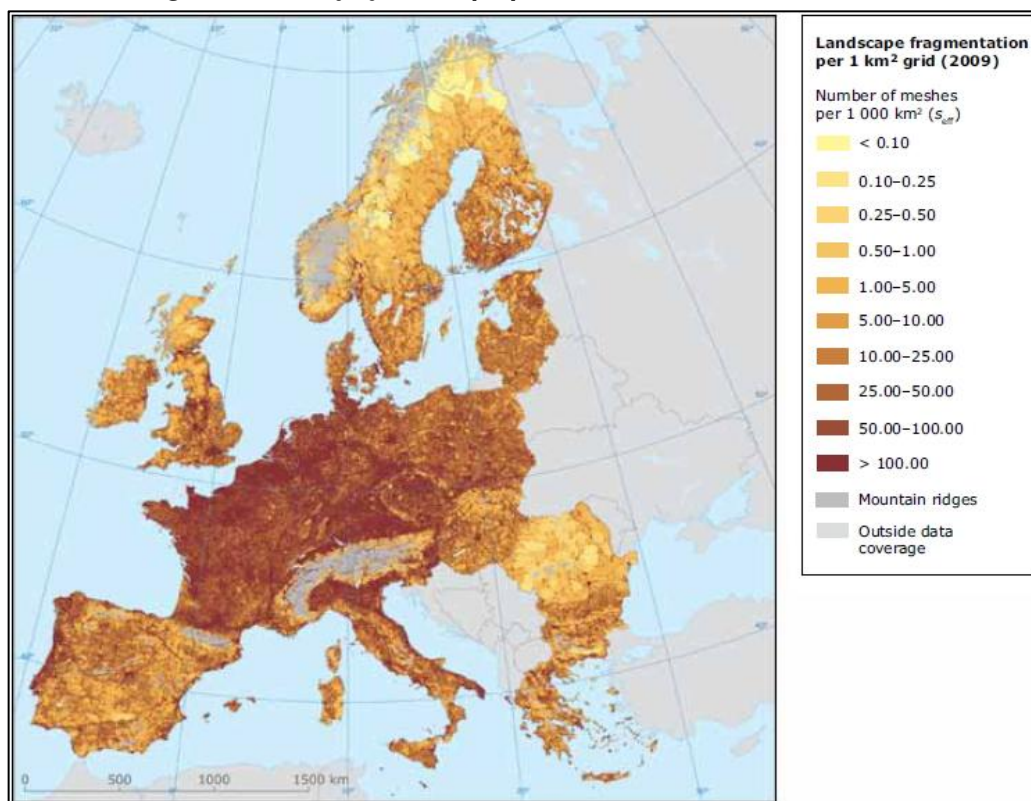 Landscape fragmentation
per 1 km² grid (2009)
Number of meshes
per 1 000 km² (s_eff)
< 0.10
0.10–0.25
0.25–0.50
0.50–1.00
1.00–5.00
5.00–10.00
10.00–25.00
25.00–50.00
50.00–100.00
> 100.00
Mountain ridges
Outside data
coverage
0 500 1000 1500 km